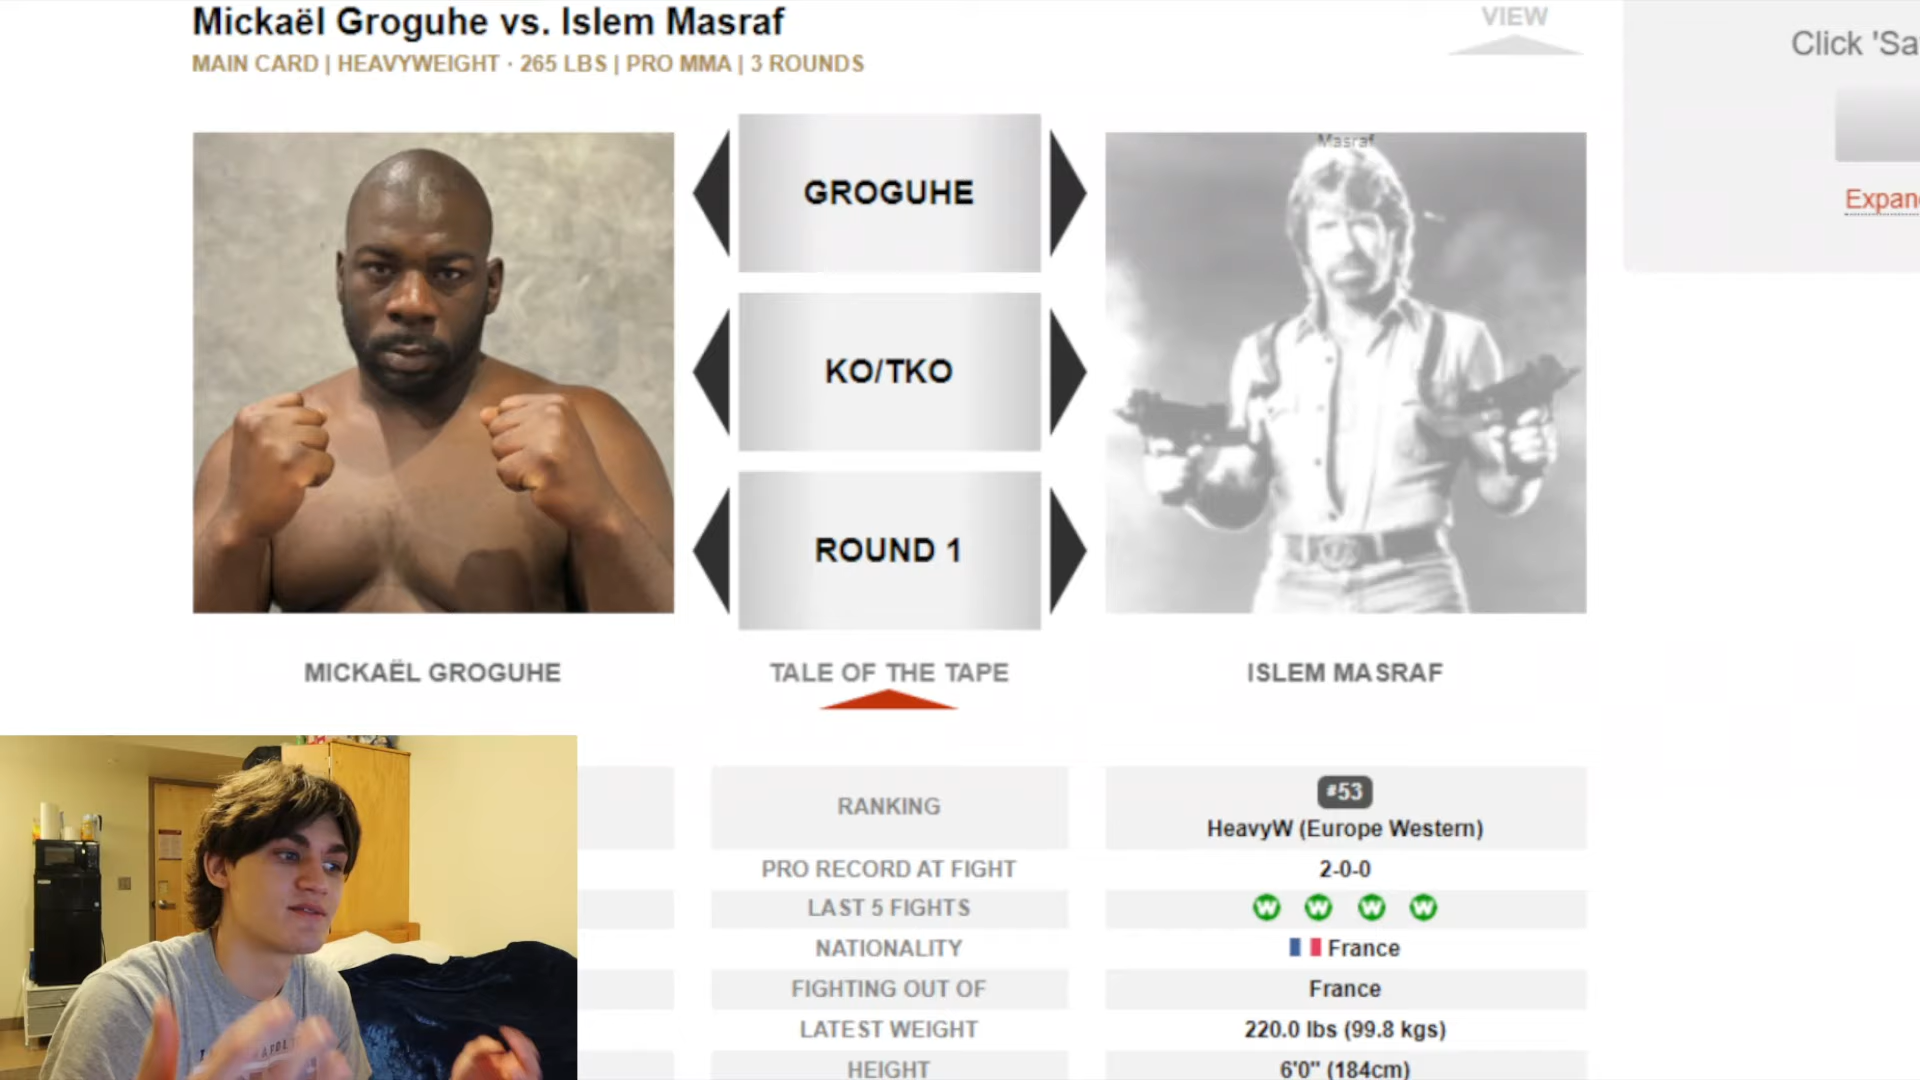 Mickaël Groguhe vs. Islem Masraf
MAIN CARD | HEAVYWEIGHT · 265 LBS | PRO MMA | 3 ROUNDS
VIEW
Click 'Sa
Expan
Masraf
GROGUHE
KO/TKO
ROUND 1
MICKAËL GROGUHE
TALE OF THE TAPE
ISLEM MASRAF
RANKING
#53
HeavyW (Europe Western)
PRO RECORD AT FIGHT
2-0-0
LAST 5 FIGHTS
W W W W
NATIONALITY
France
FIGHTING OUT OF
France
LATEST WEIGHT
220.0 lbs (99.8 kgs)
HEIGHT
6'0" (184cm)